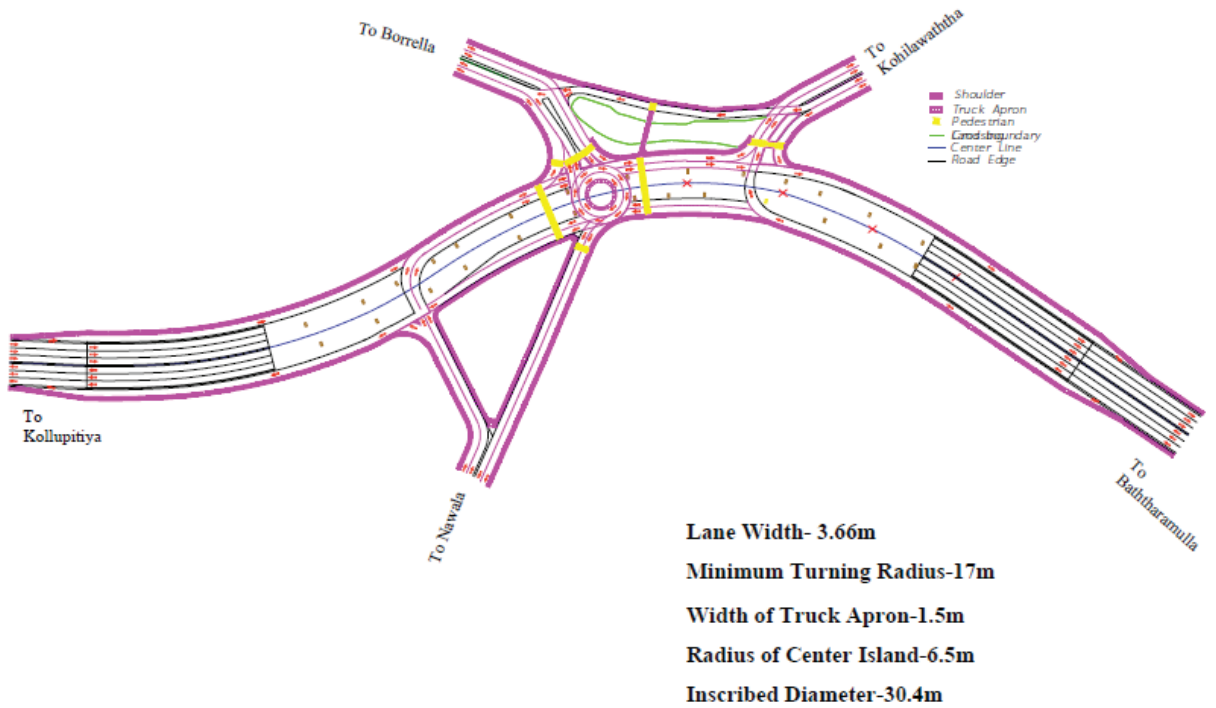 To Borrella
To
Kohilawaththa
Shoulder
Truck Apron
Pedestrian
boundary
Center Line
Road Edge
To
Kollupitiya
To Nawala
To
Baththaramulla
Lane Width- 3.66m
Minimum Turning Radius-17m
Width of Truck Apron-1.5m
Radius of Center Island-6.5m
Inscribed Diameter-30.4m